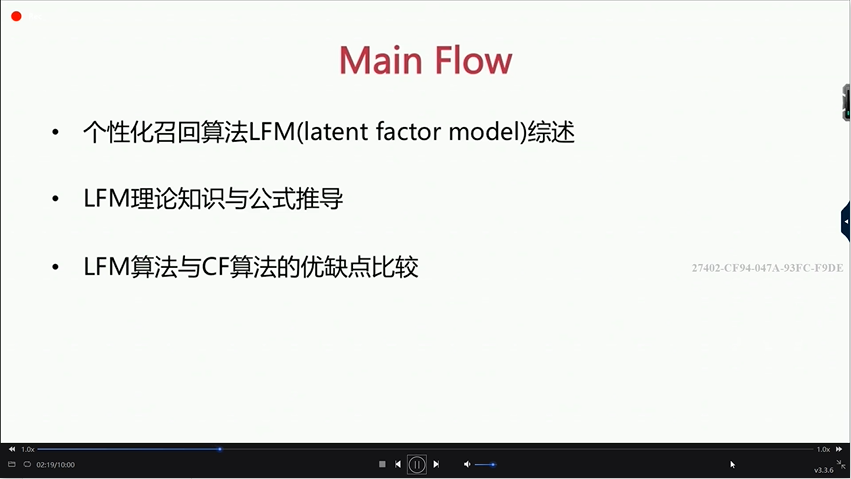 Main Flow
• 个性化召回算法LFM(latent factor model)综述
• LFM理论知识与公式推导
• LFM算法与CF算法的优缺点比较
27402-CF94-047A-93FC-F9DE
1.0x
1.0x
02:19/10:00
v3.3.6